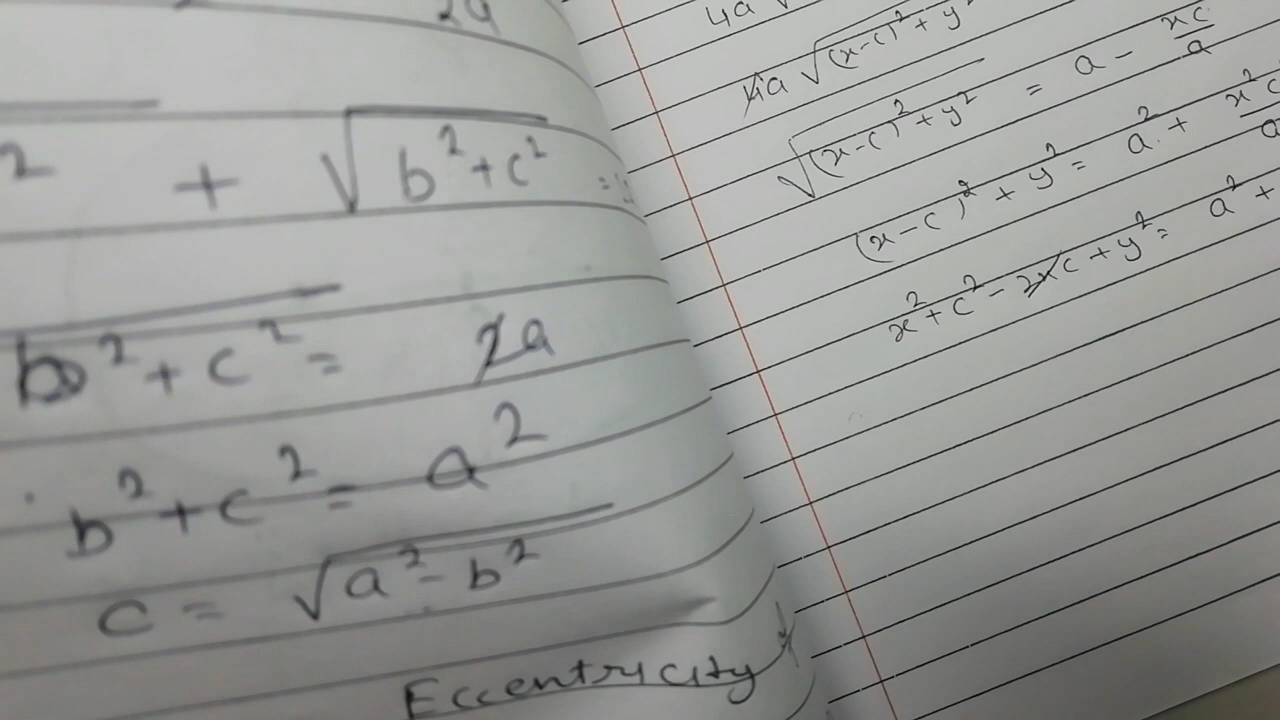 2a
2 + √b²+c² =
b²+c² = 2a
b²+c² = a²
c = √a²-b²
Eccentricity
4a √
4a √(x-c)²+y²
√(x-c)²+y² = a - xc/a
(x-c)²+y² = a² + x²c
x²+c²-2xc+y² = a² +